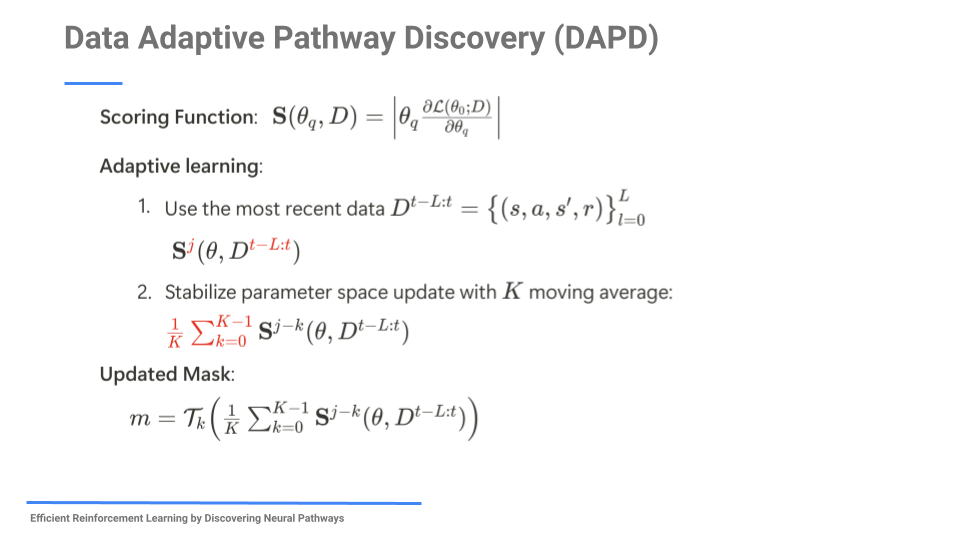 Data Adaptive Pathway Discovery (DAPD)
Scoring Function: $\mathbf{S}(\theta_q, D) = \left|\theta_q \frac{\partial \mathcal{L}(\theta_0; D)}{\partial \theta_q}\right|$
Adaptive learning:
1. Use the most recent data $D^{t-L:t} = \{(s, a, s', r)\}_{l=0}^{L}$
$\mathbf{S}^j(\theta, D^{t-L:t})$
2. Stabilize parameter space update with $K$ moving average:
$\frac{1}{K} \sum_{k=0}^{K-1} \mathbf{S}^{j-k}(\theta, D^{t-L:t})$
Updated Mask:
$m = \mathcal{T}_k\left(\frac{1}{K} \sum_{k=0}^{K-1} \mathbf{S}^{j-k}(\theta, D^{t-L:t})\right)$
Efficient Reinforcement Learning by Discovering Neural Pathways